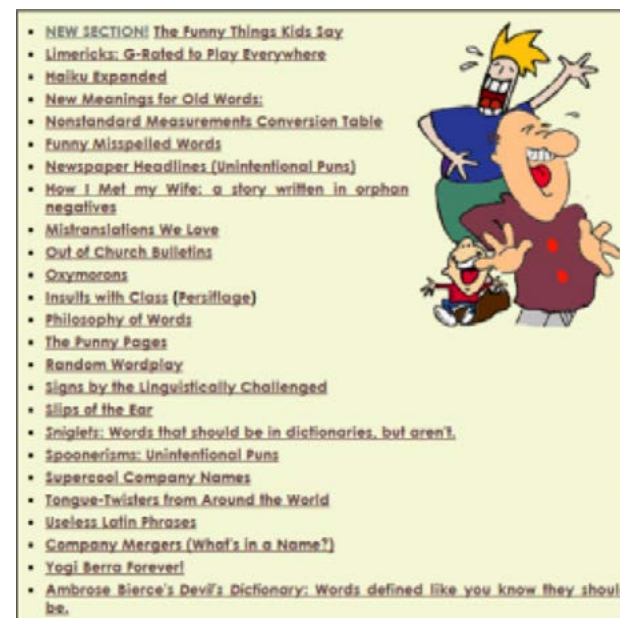 NEW SECTION! The Funny Things Kids Say
Limericks: G-Rated to Play Everywhere
Haiku Expanded
New Meanings for Old Words:
Nonstandard Measurements Conversion Table
Funny Misspelled Words
Newspaper Headlines (Unintentional Puns)
How I Met my Wife: a story written in orphan
negatives
Mistranslations We Love
Out of Church Bulletins
Oxymorons
Insults with Class (Persiflage)
Philosophy of Words
The Punny Pages
Random Wordplay
Signs by the Linguistically Challenged
Slips of the Ear
Sniglets: Words that should be in dictionaries, but aren't.
Spoonerisms: Unintentional Puns
Supercool Company Names
Tongue-Twisters from Around the World
Useless Latin Phrases
Company Mergers (What's in a Name?)
Yogi Berra Forever!
Ambrose Bierce's Devil's Dictionary: Words defined like you know they shoul
be.